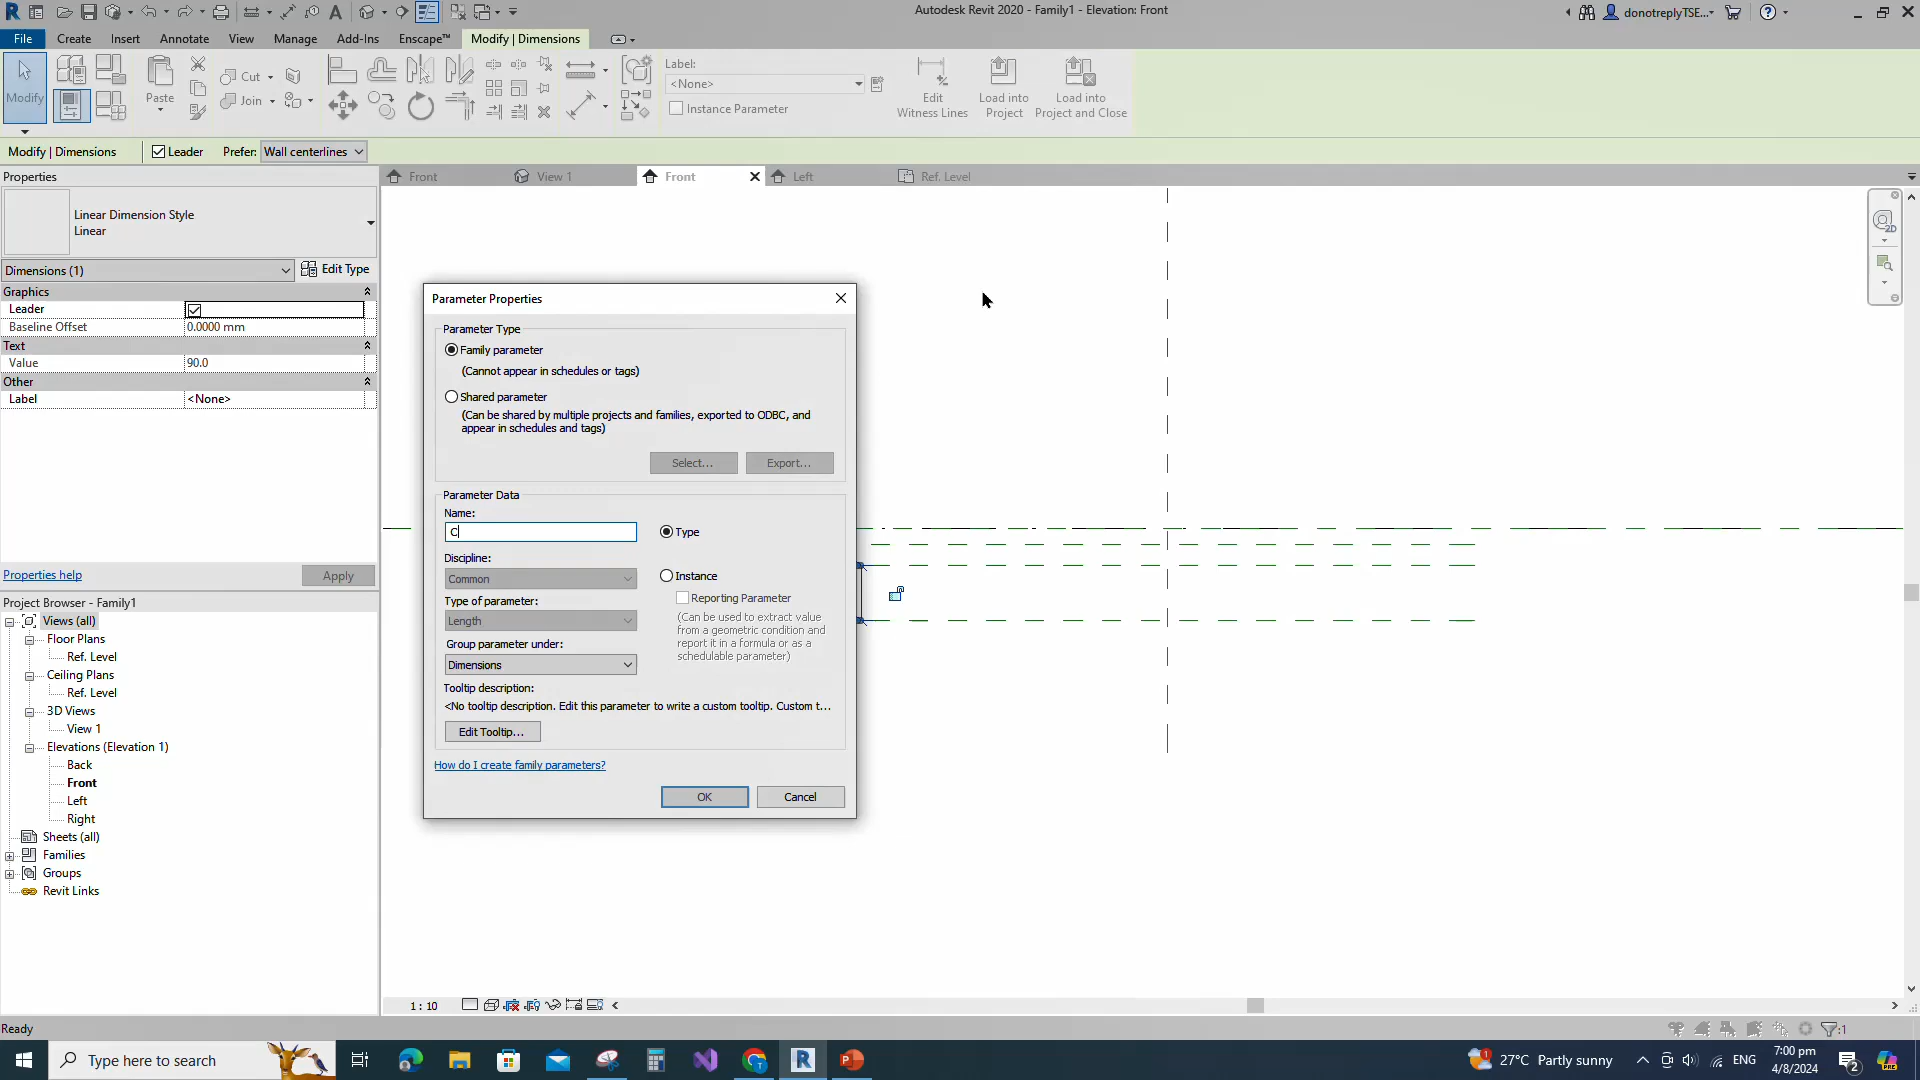 Autodesk Revit 2020 - Family1 - Elevation: Front
donotreplyTSE...
File
Create
Insert
Annotate
View
Manage
Add-Ins
Enscape™
Modify | Dimensions
Modify
Paste
Cut
Join
Label:
<None>
Instance Parameter
Edit
Witness Lines
Load into
Project
Load into
Project and Close
Modify | Dimensions
Leader
Prefer:
Wall centerlines
Properties
Front
View 1
Front
Left
Ref. Level
Linear Dimension Style
Linear
Dimensions (1)
Edit Type
Graphics
Leader
Baseline Offset
0.0000 mm
Text
Value
90.0
Other
Label
<None>
Properties help
Apply
Project Browser - Family1
Views (all)
Floor Plans
Ref. Level
Ceiling Plans
Ref. Level
3D Views
View 1
Elevations (Elevation 1)
Back
Front
Left
Right
Sheets (all)
Families
Groups
Revit Links
Parameter Properties
Parameter Type
Family parameter
(Cannot appear in schedules or tags)
Shared parameter
(Can be shared by multiple projects and families, exported to ODBC, and
appear in schedules and tags)
Select...
Export...
Parameter Data
Name:
C
Type
Discipline:
Common
Instance
Type of parameter:
Reporting Parameter
Length
(Can be used to extract value
from a geometric condition and
report it in a formula or as a
schedulable parameter)
Group parameter under:
Dimensions
Tooltip description:
<No tooltip description. Edit this parameter to write a custom tooltip. Custom t...
Edit Tooltip...
How do I create family parameters?
OK
Cancel
2D
1 : 10
Ready
:1
Type here to search
27°C Partly sunny
ENG
7:00 pm
4/8/2024
2